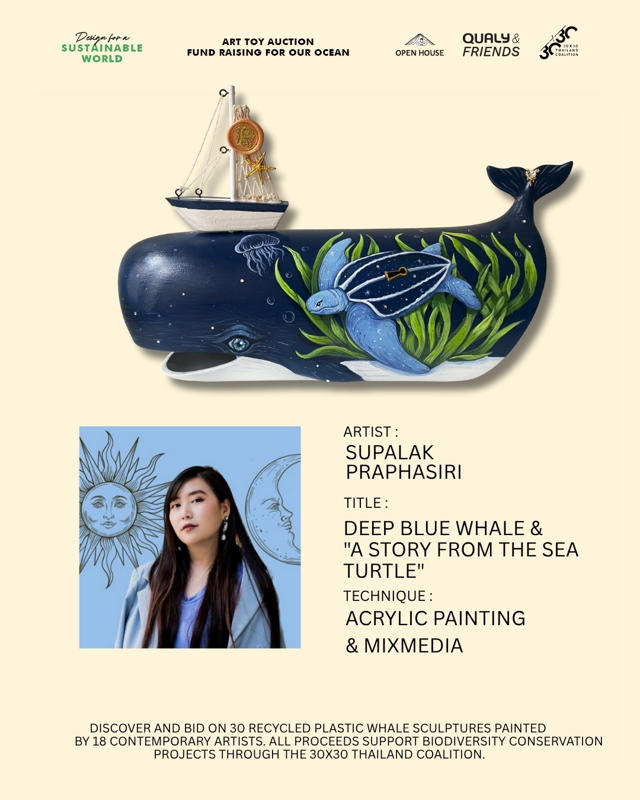 Design for a
SUSTAINABLE
WORLD
ART TOY AUCTION
FUND RAISING FOR OUR OCEAN
OPEN HOUSE
QUALY &
FRIENDS
30X30
THAILAND
COALITION
ARTIST :
SUPALAK
PRAPHASIRI
TITLE :
DEEP BLUE WHALE &
"A STORY FROM THE SEA
TURTLE"
TECHNIQUE :
ACRYLIC PAINTING
& MIXMEDIA
DISCOVER AND BID ON 30 RECYCLED PLASTIC WHALE SCULPTURES PAINTED
BY 18 CONTEMPORARY ARTISTS. ALL PROCEEDS SUPPORT BIODIVERSITY CONSERVATION
PROJECTS THROUGH THE 30X30 THAILAND COALITION.